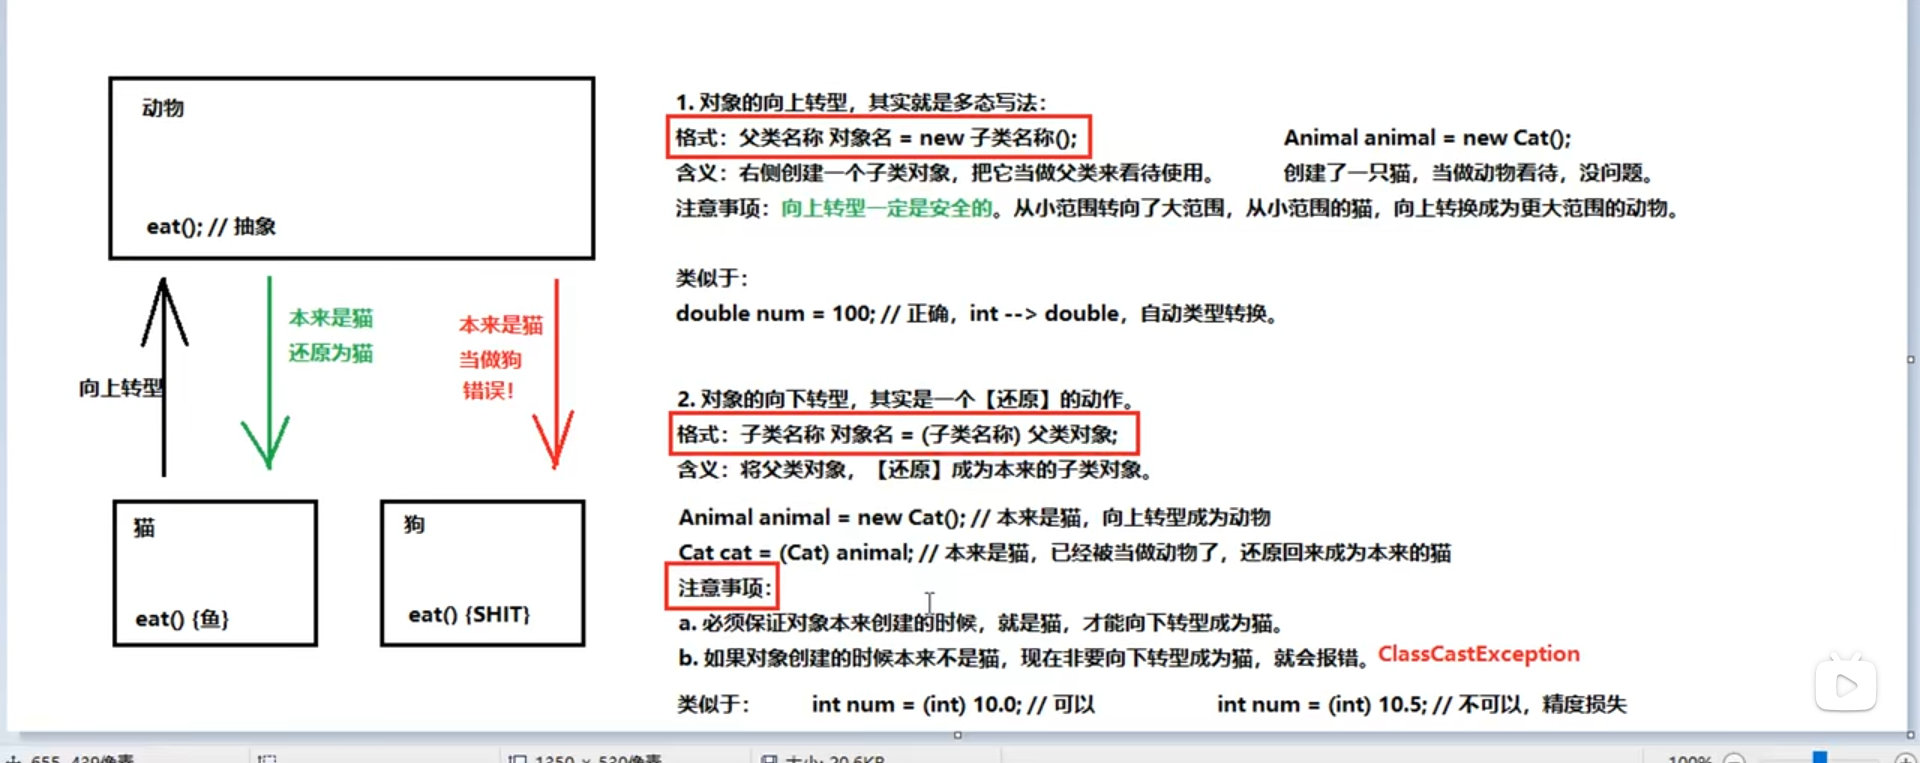 动物
eat(); // 抽象
向上转型
本来是猫
还原为猫
本来是猫
当做狗
错误！
猫
eat() {鱼}
狗
eat() {SHIT}
1. 对象的向上转型，其实就是多态写法：
格式：父类名称 对象名 = new 子类名称();
Animal animal = new Cat();
含义：右侧创建一个子类对象，把它当做父类来看待使用。
创建了一只猫，当做动物看待，没问题。
注意事项：向上转型一定是安全的。从小范围转向了大范围，从小范围的猫，向上转换成为更大范围的动物。
类似于：
double num = 100; // 正确，int --> double，自动类型转换。
2. 对象的向下转型，其实是一个【还原】的动作。
格式：子类名称 对象名 = (子类名称) 父类对象;
含义：将父类对象，【还原】成为本来的子类对象。
Animal animal = new Cat(); // 本来是猫，向上转型成为动物
Cat cat = (Cat) animal; // 本来是猫，已经被当做动物了，还原回来成为本来的猫
注意事项：
a. 必须保证对象本来创建的时候，就是猫，才能向下转型成为猫。
b. 如果对象创建的时候本来不是猫，现在非要向下转型成为猫，就会报错。ClassCastException
类似于： int num = (int) 10.0; // 可以 int num = (int) 10.5; // 不可以，精度损失